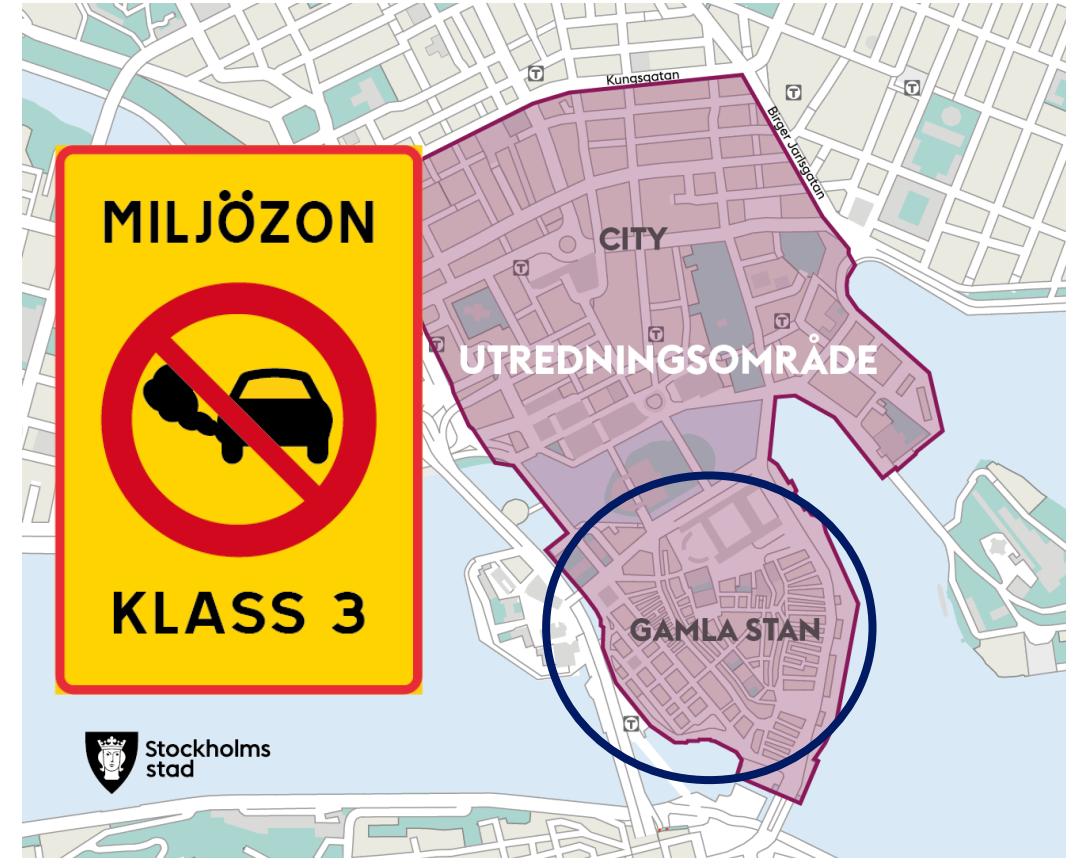 MILJÖZON
KLASS 3
Kungsgatan
Birger Jarlsgatan
T
T
T
CITY
T
T
T
T
UTREDNINGSOMRÅDE
GAMLA STAN
T
Stockholms
stad